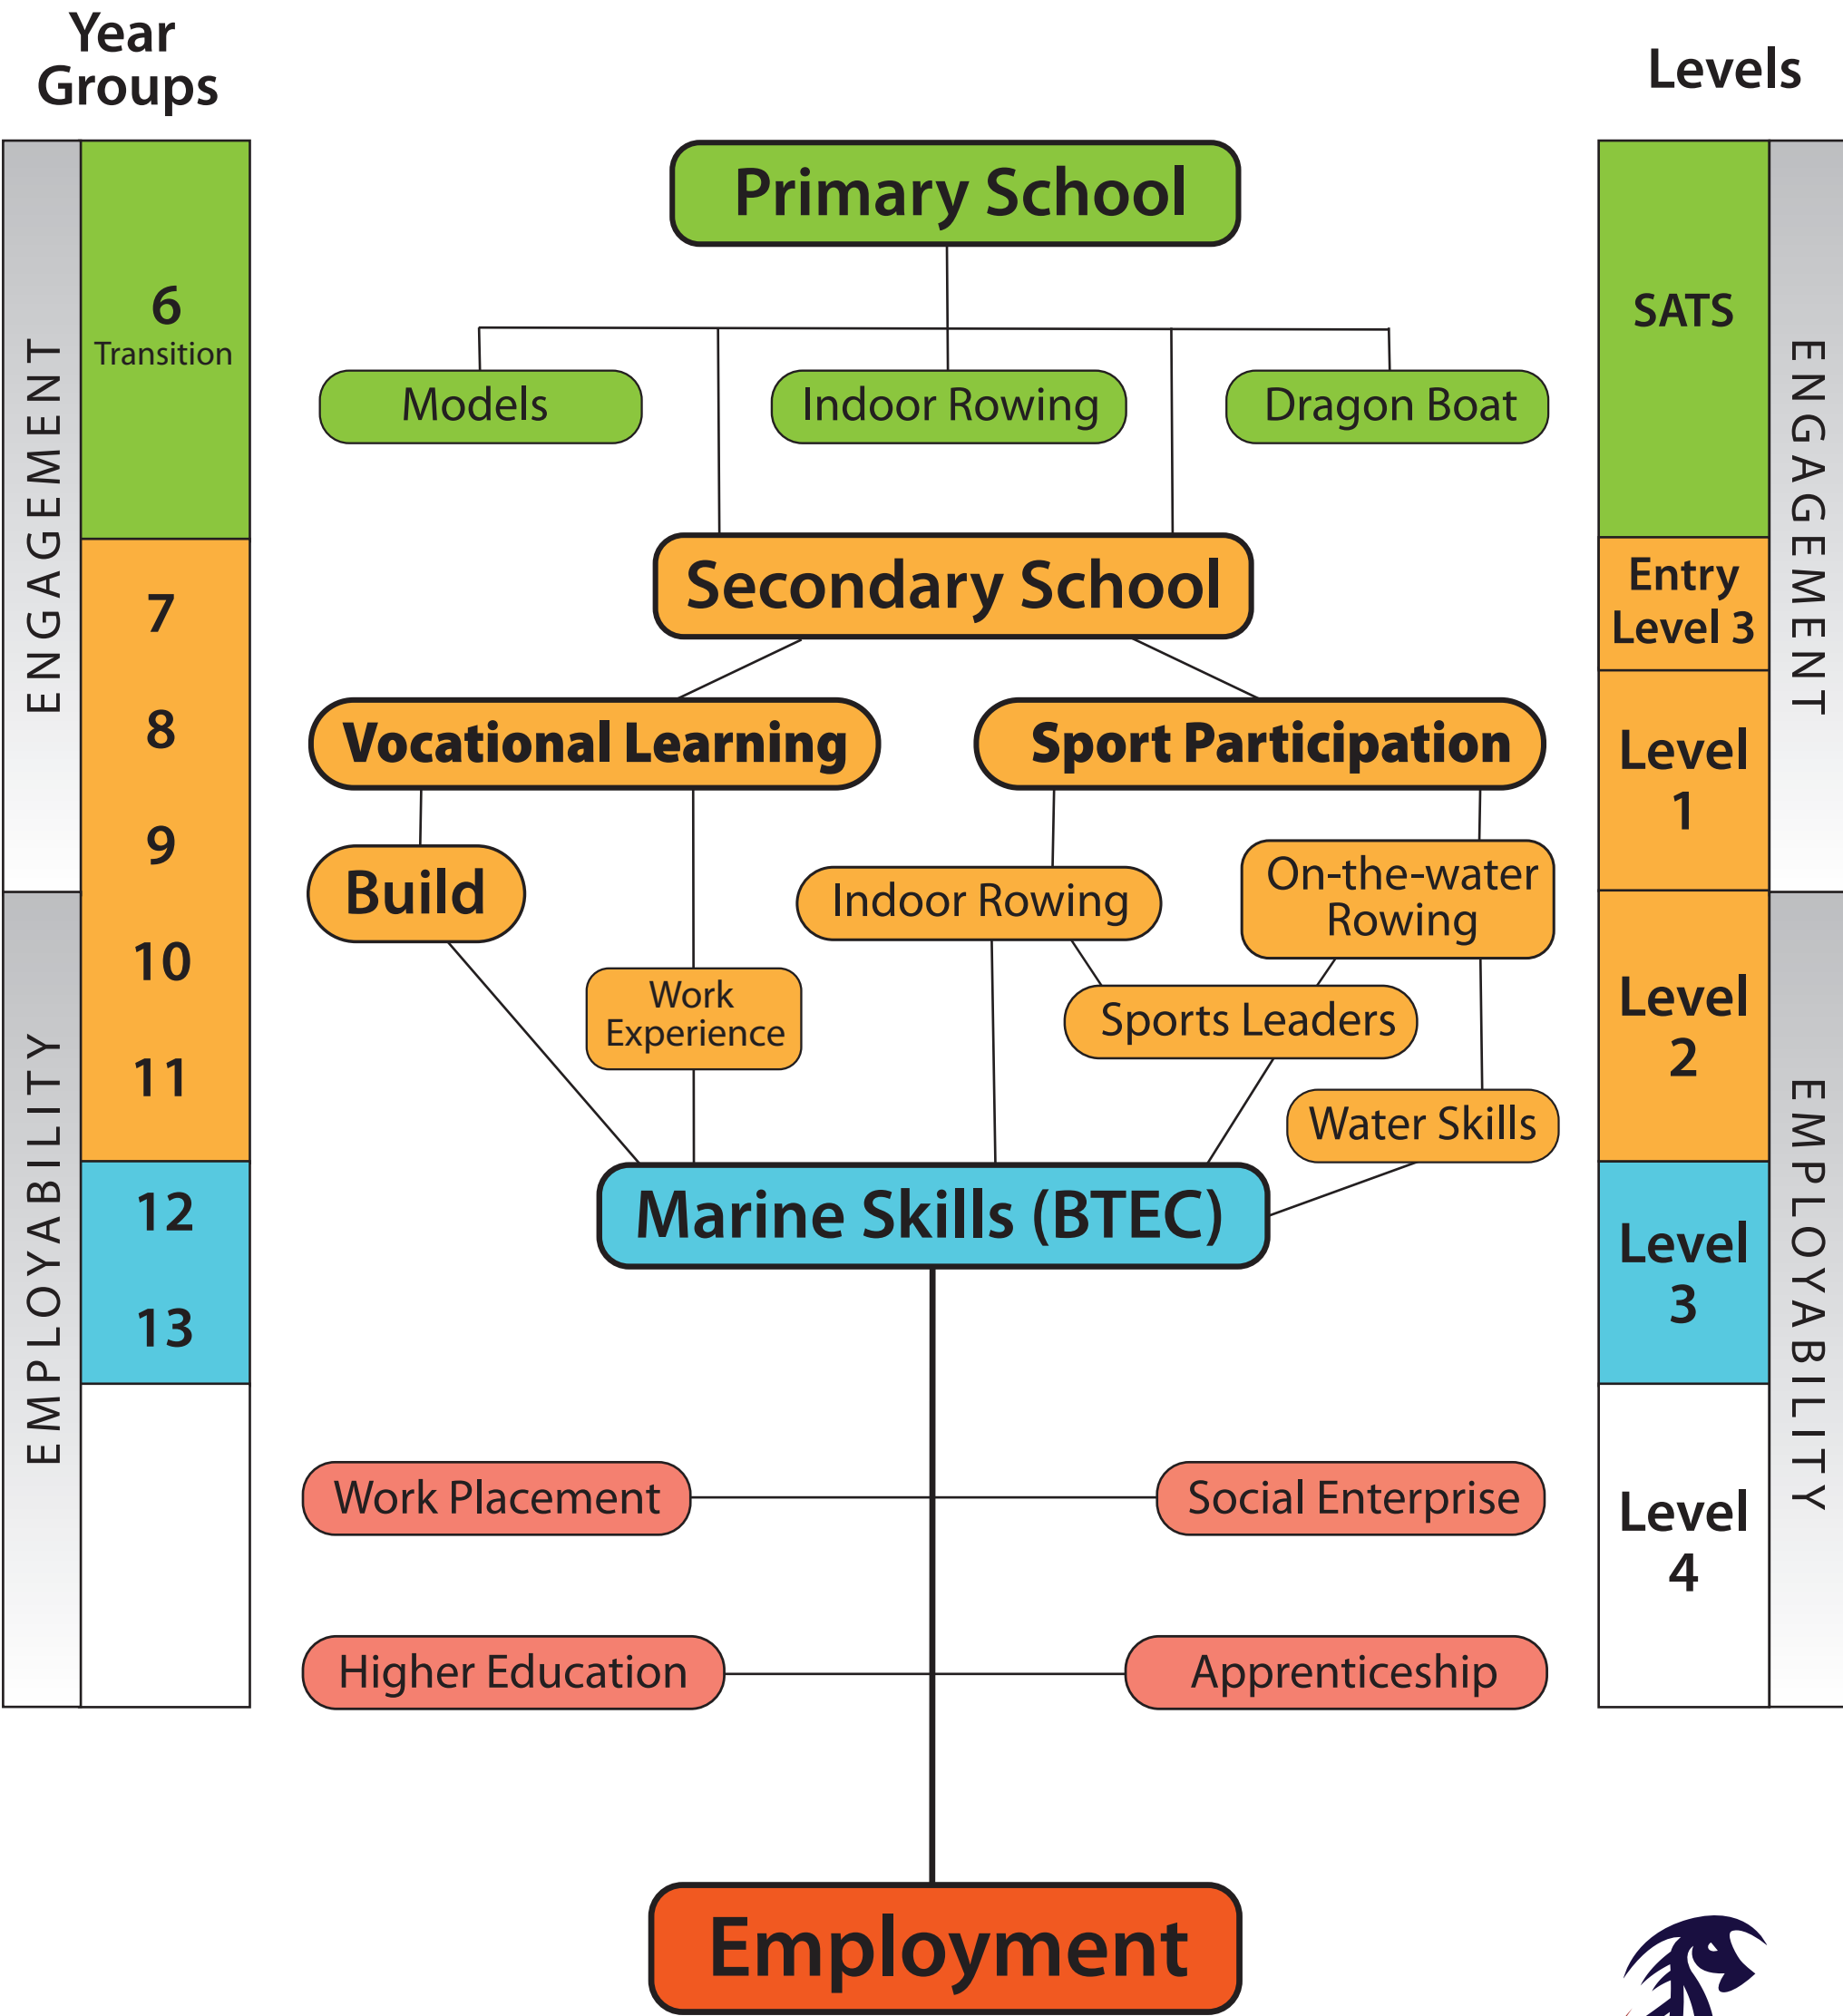 Year
Groups
Levels
ENGAGEMENT
EMPLOYABILITY
6
Transition
7
8
9
10
11
12
13
Primary School
Models
Indoor Rowing
Dragon Boat
Secondary School
Vocational Learning
Sport Participation
Build
Indoor Rowing
On-the-water
Rowing
Work
Experience
Sports Leaders
Water Skills
Marine Skills (BTEC)
Work Placement
Social Enterprise
Higher Education
Apprenticeship
Employment
SATS
Entry
Level 3
Level
1
Level
2
Level
3
Level
4
ENGAGEMENT
EMPLOYABILITY